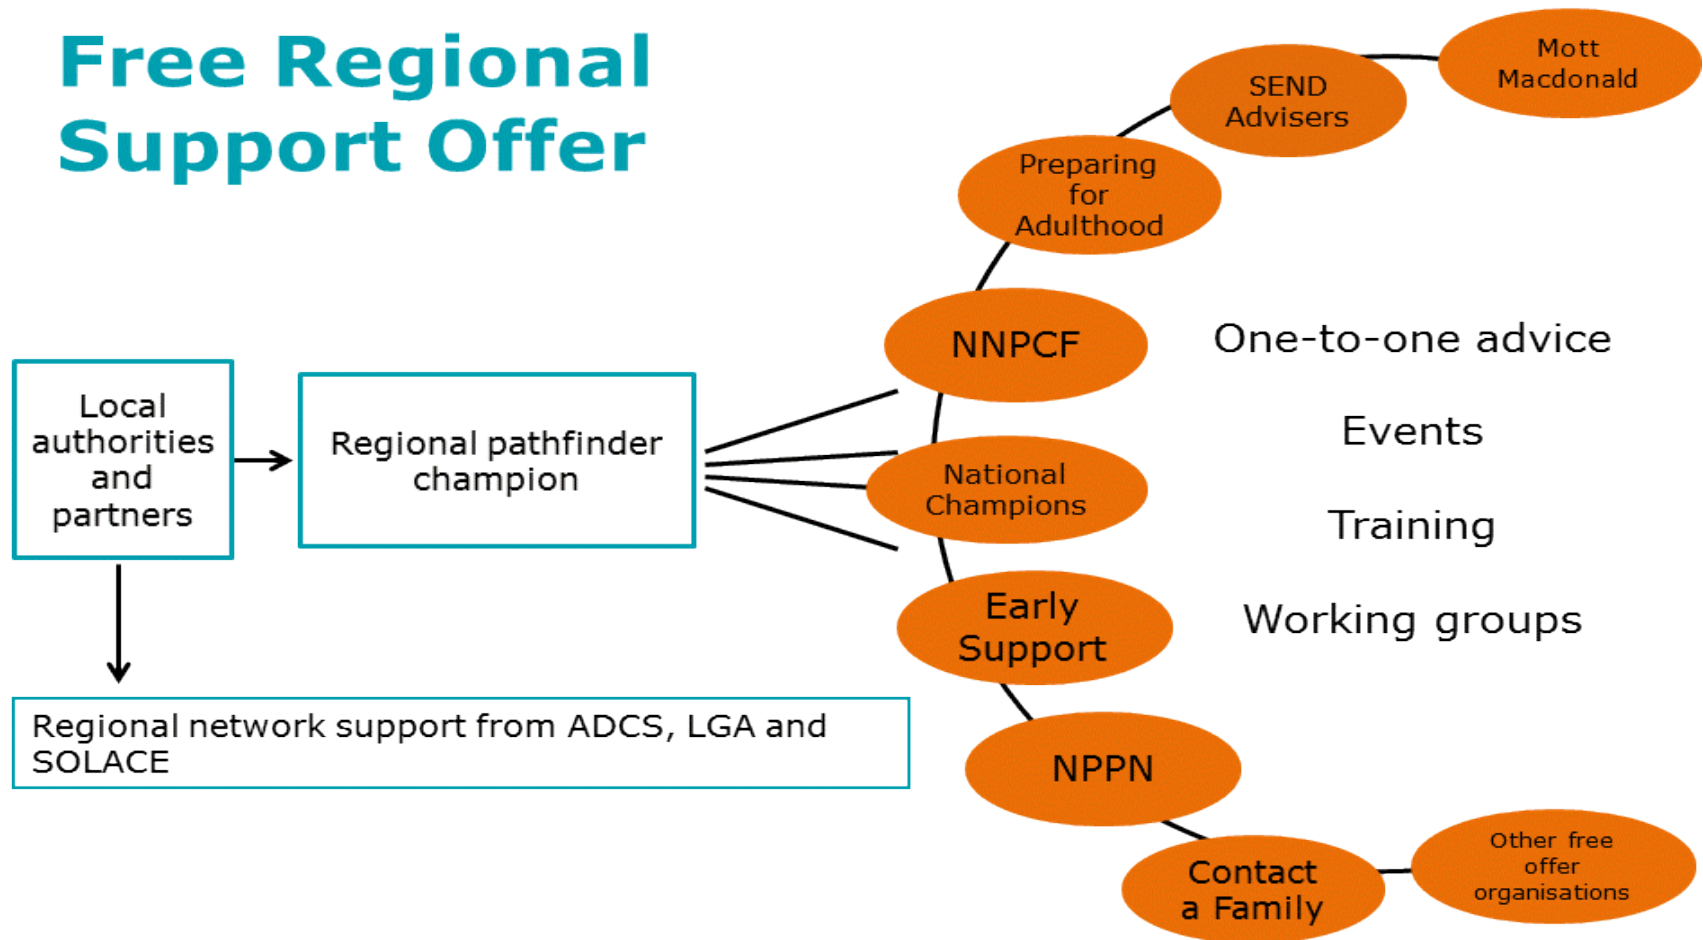 Free Regional
Support Offer
Mott
Macdonald
SEND
Advisers
Preparing
for
Adulthood
NNPCF
One-to-one advice
Local
authorities
and
partners
Regional pathfinder
champion
Events
National
Champions
Training
Early
Support
Working groups
Regional network support from ADCS, LGA and
SOLACE
NPPN
Contact
a Family
Other free
offer
organisations